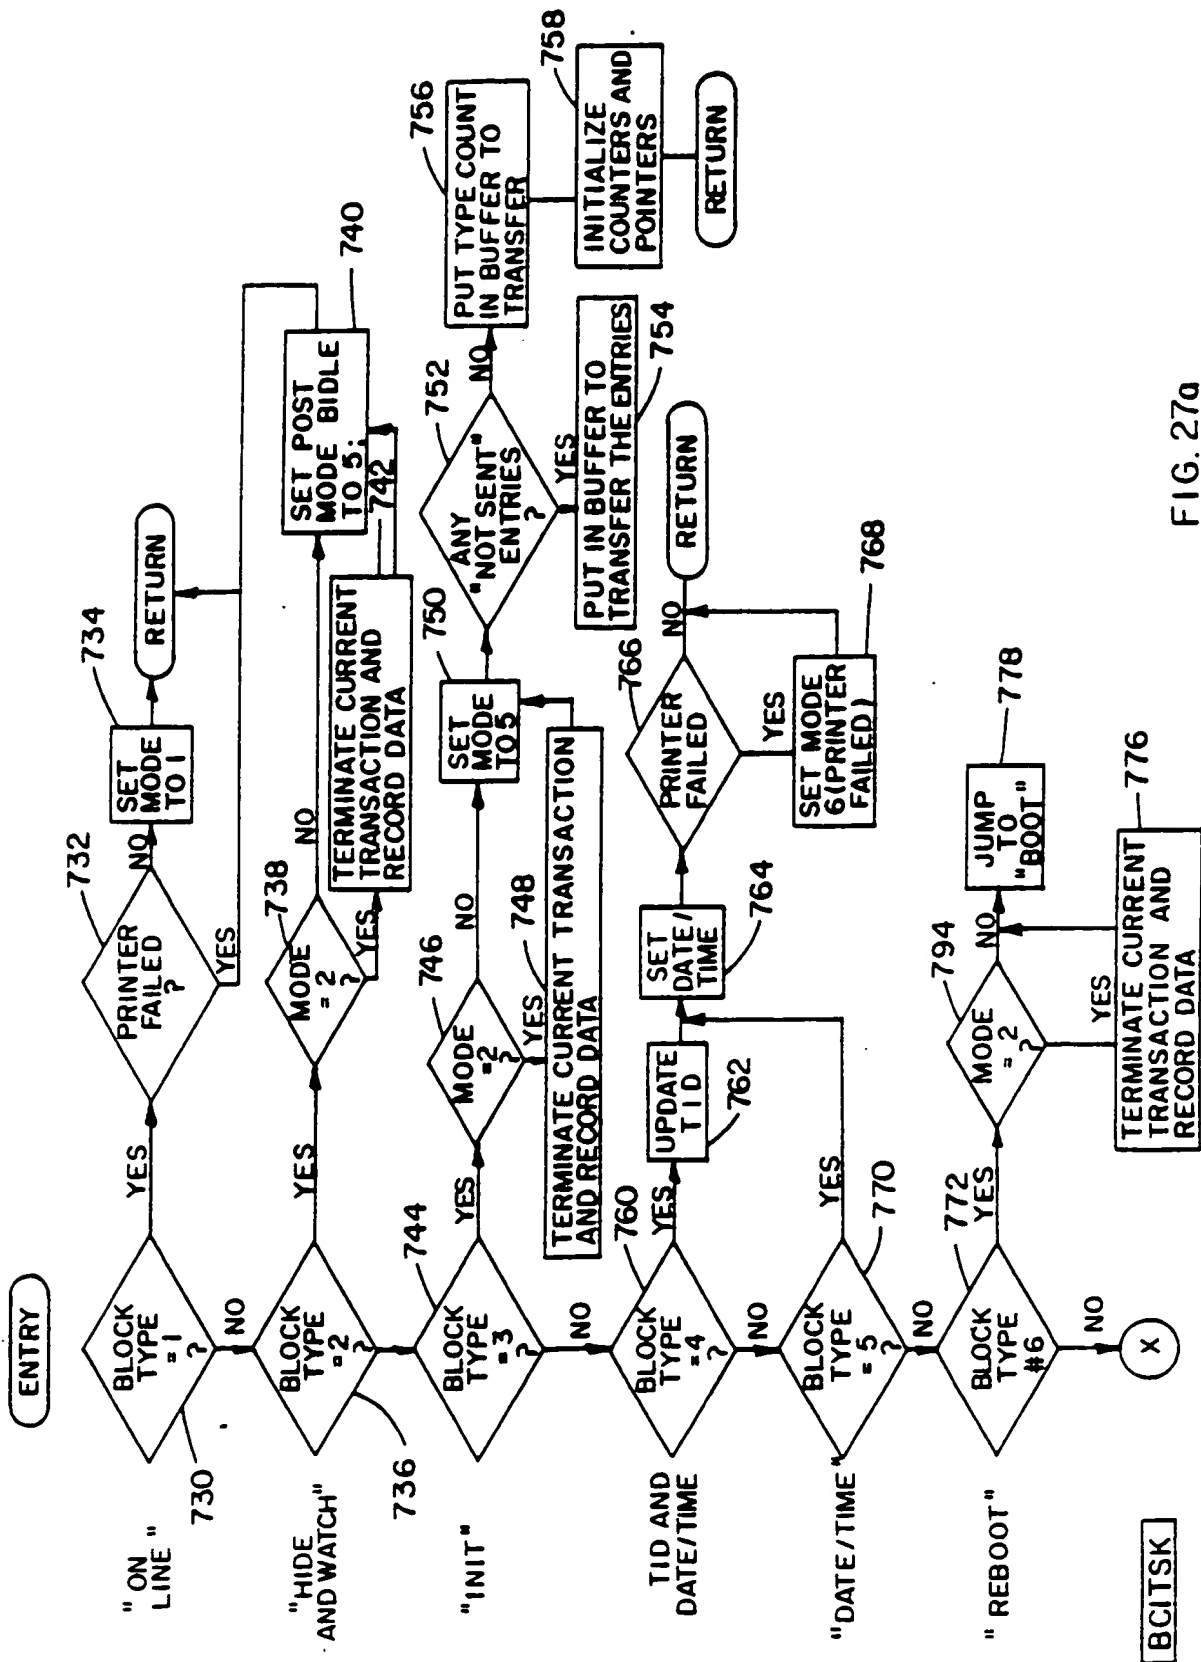 ENTRY
"ON
LINE"
BLOCK
TYPE
=1
?
730
YES
NO
PRINTER
FAILED
?
732
NO
YES
SET
MODE
TO 1
734
RETURN
"HIDE
AND WATCH"
BLOCK
TYPE
=2
?
736
YES
MODE
=2
?
738
NO
YES
TERMINATE CURRENT
TRANSACTION AND
RECORD DATA
742
SET POST
MODE BIDLE
TO 5;
740
"INIT"
BLOCK
TYPE
=3
?
744
YES
NO
MODE
=2
?
746
NO
YES
748
TERMINATE CURRENT TRANSACTION
AND RECORD DATA
SET
MODE
TO 5
750
ANY
"NOT SENT"
ENTRIES
?
752
NO
YES
PUT IN BUFFER TO
TRANSFER THE ENTRIES
754
PUT TYPE COUNT
IN BUFFER TO
TRANSFER
756
INITIALIZE
COUNTERS AND
POINTERS
758
RETURN
TID AND
DATE/TIME
BLOCK
TYPE
=4
?
760
YES
NO
UPDATE
TID
762
SET
DATE/
TIME
764
PRINTER
FAILED
766
NO
YES
SET MODE
6(PRINTER
FAILED)
768
RETURN
"DATE/TIME"
BLOCK
TYPE
=5
?
770
YES
NO
"REBOOT"
BLOCK
TYPE
#6
772
YES
NO
X
MODE
=2
?
794
NO
YES
JUMP
TO
"BOOT"
778
TERMINATE CURRENT
TRANSACTION AND
RECORD DATA
776
BCITSK
FIG. 27a